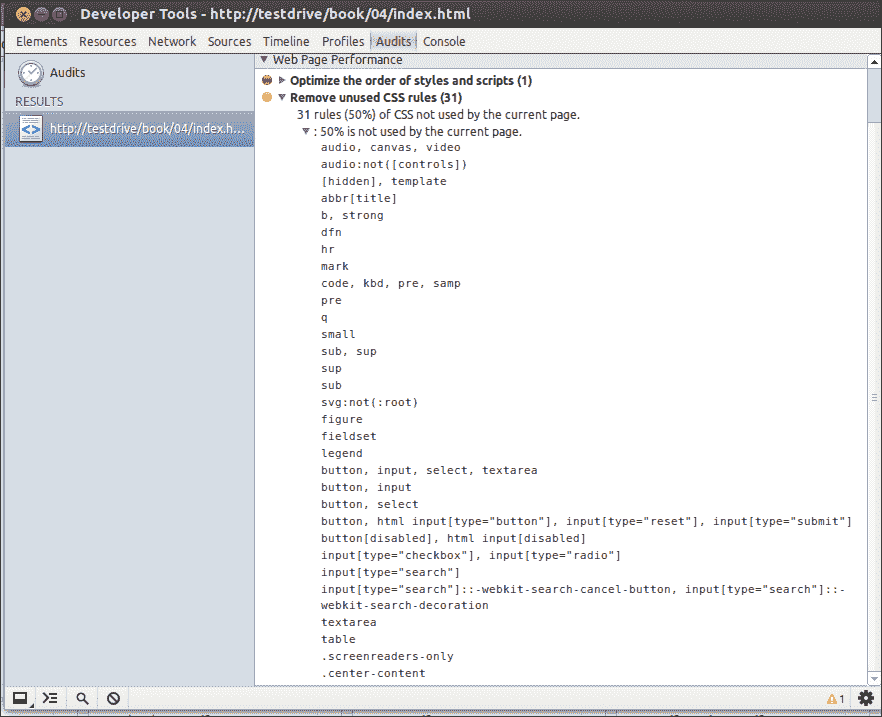 Developer Tools - http://testdrive/book/04/index.html
Elements Resources Network Sources Timeline Profiles Audits Console
Audits
RESULTS
http://testdrive/book/04/index.h...
Web Page Performance
Optimize the order of styles and scripts (1)
Remove unused CSS rules (31)
31 rules (50%) of CSS not used by the current page.
: 50% is not used by the current page.
audio, canvas, video
audio:not([controls])
[hidden], template
abbr[title]
b, strong
dfn
hr
mark
code, kbd, pre, samp
pre
q
small
sub, sup
sup
sub
svg:not(:root)
figure
fieldset
legend
button, input, select, textarea
button, input
button, select
button, html input[type="button"], input[type="reset"], input[type="submit"]
button[disabled], html input[disabled]
input[type="checkbox"], input[type="radio"]
input[type="search"]
input[type="search"]::-webkit-search-cancel-button, input[type="search"]::-
webkit-search-decoration
textarea
table
.screenreaders-only
.center-content
1